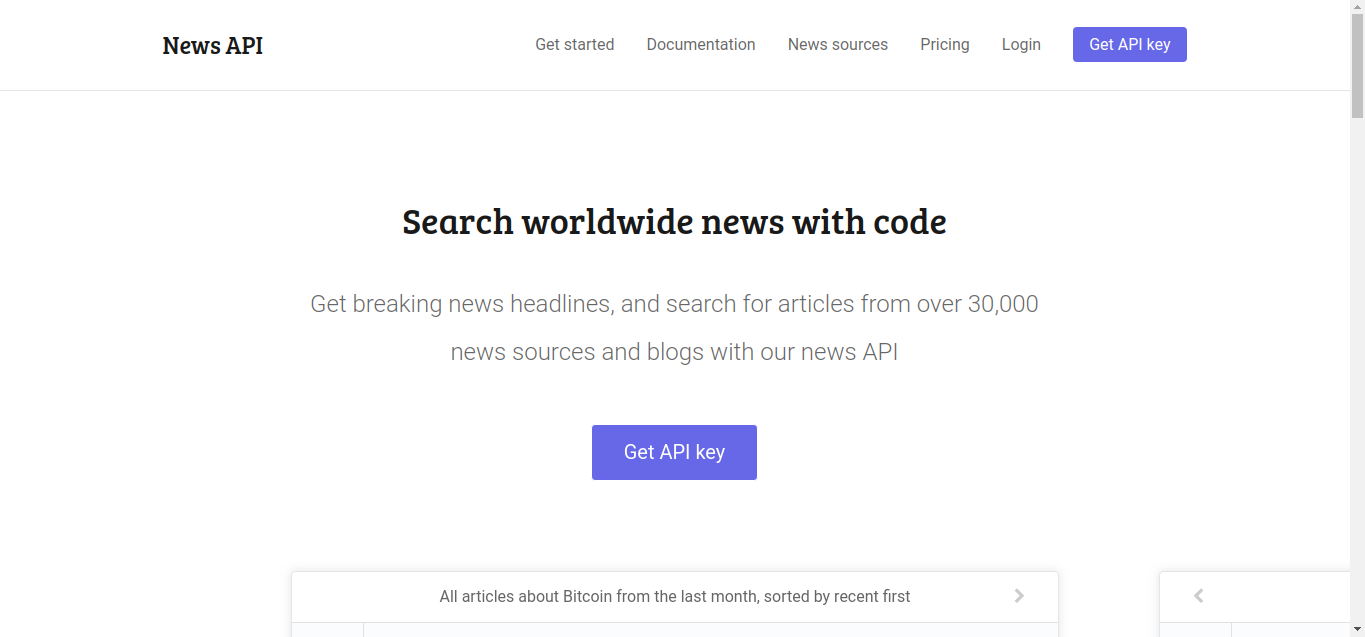 News API
Get started
Documentation
News sources
Pricing
Login
Get API key
Search worldwide news with code
Get breaking news headlines, and search for articles from over 30,000
news sources and blogs with our news API
Get API key
All articles about Bitcoin from the last month, sorted by recent first